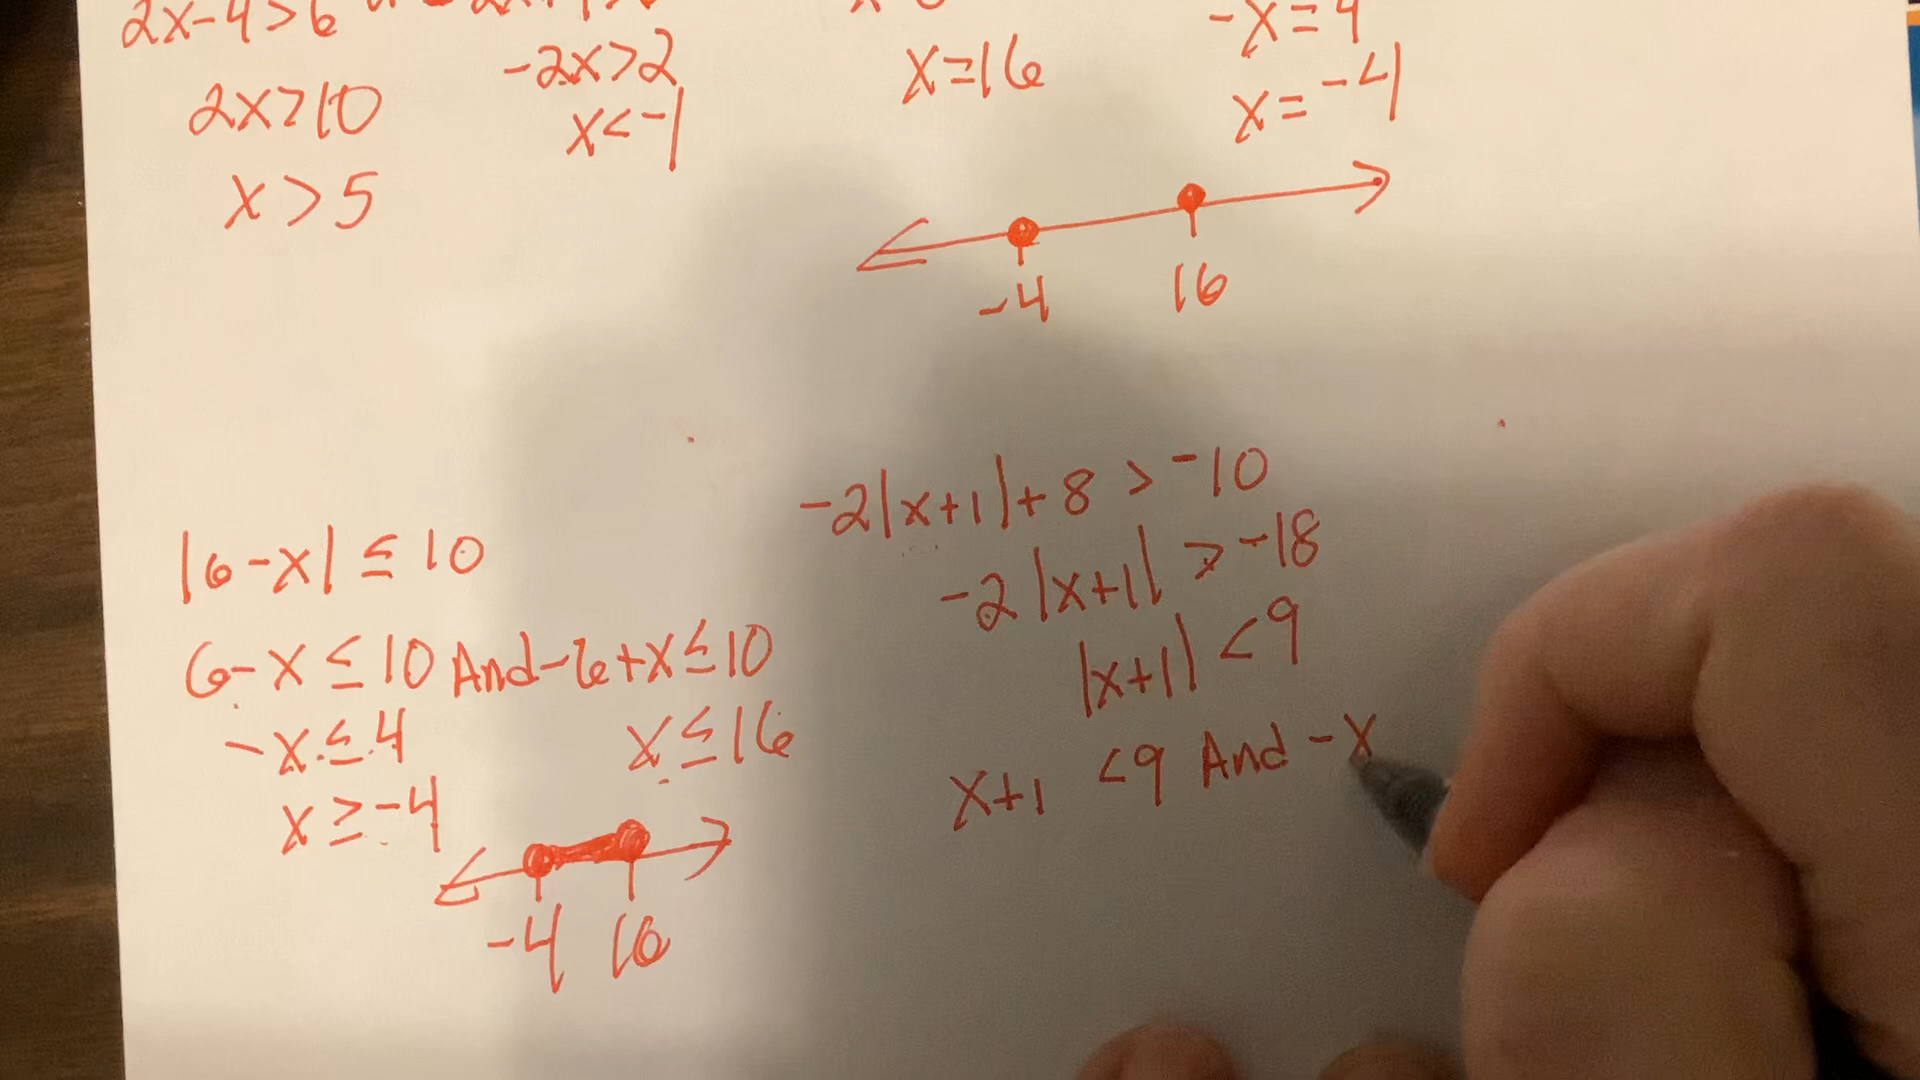 2x-4>6
2x>10
x>5
-2x>2
x<-1
x=16
-x=4
x=-4
-4 16
|6-x| ≤ 10
6-x ≤ 10 And -6+x ≤ 10
-x ≤ 4 x ≤ 16
x ≥ -4
-4 16
-2|x+1|+8 > -10
-2|x+1| > -18
|x+1| < 9
x+1 < 9 And -x